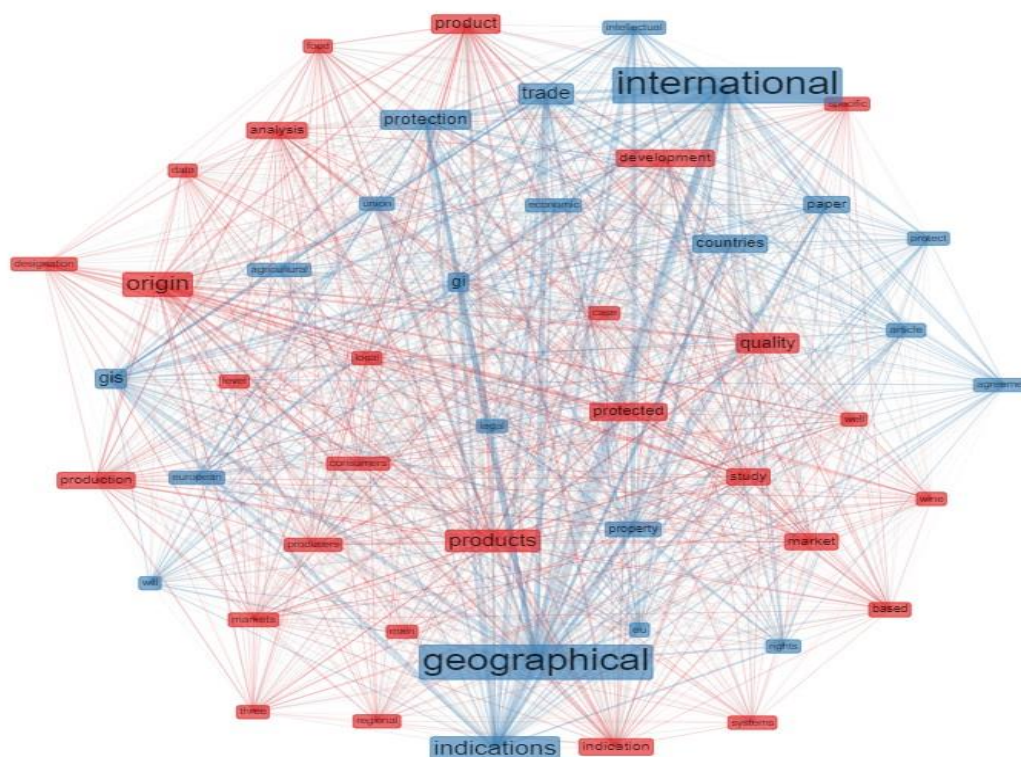 product
intellectual
food
international
trade
specific
protection
analysis
development
date
union
economic
paper
countries
protect
designation
agricultural
origin
gi
case
article
quality
local
gis
level
agreeme
protected
well
legal
consumers
production
european
study
wine
property
products
producers
market
will
based
markets
eu
main
rights
geographical
three
regional
systems
indications
indication